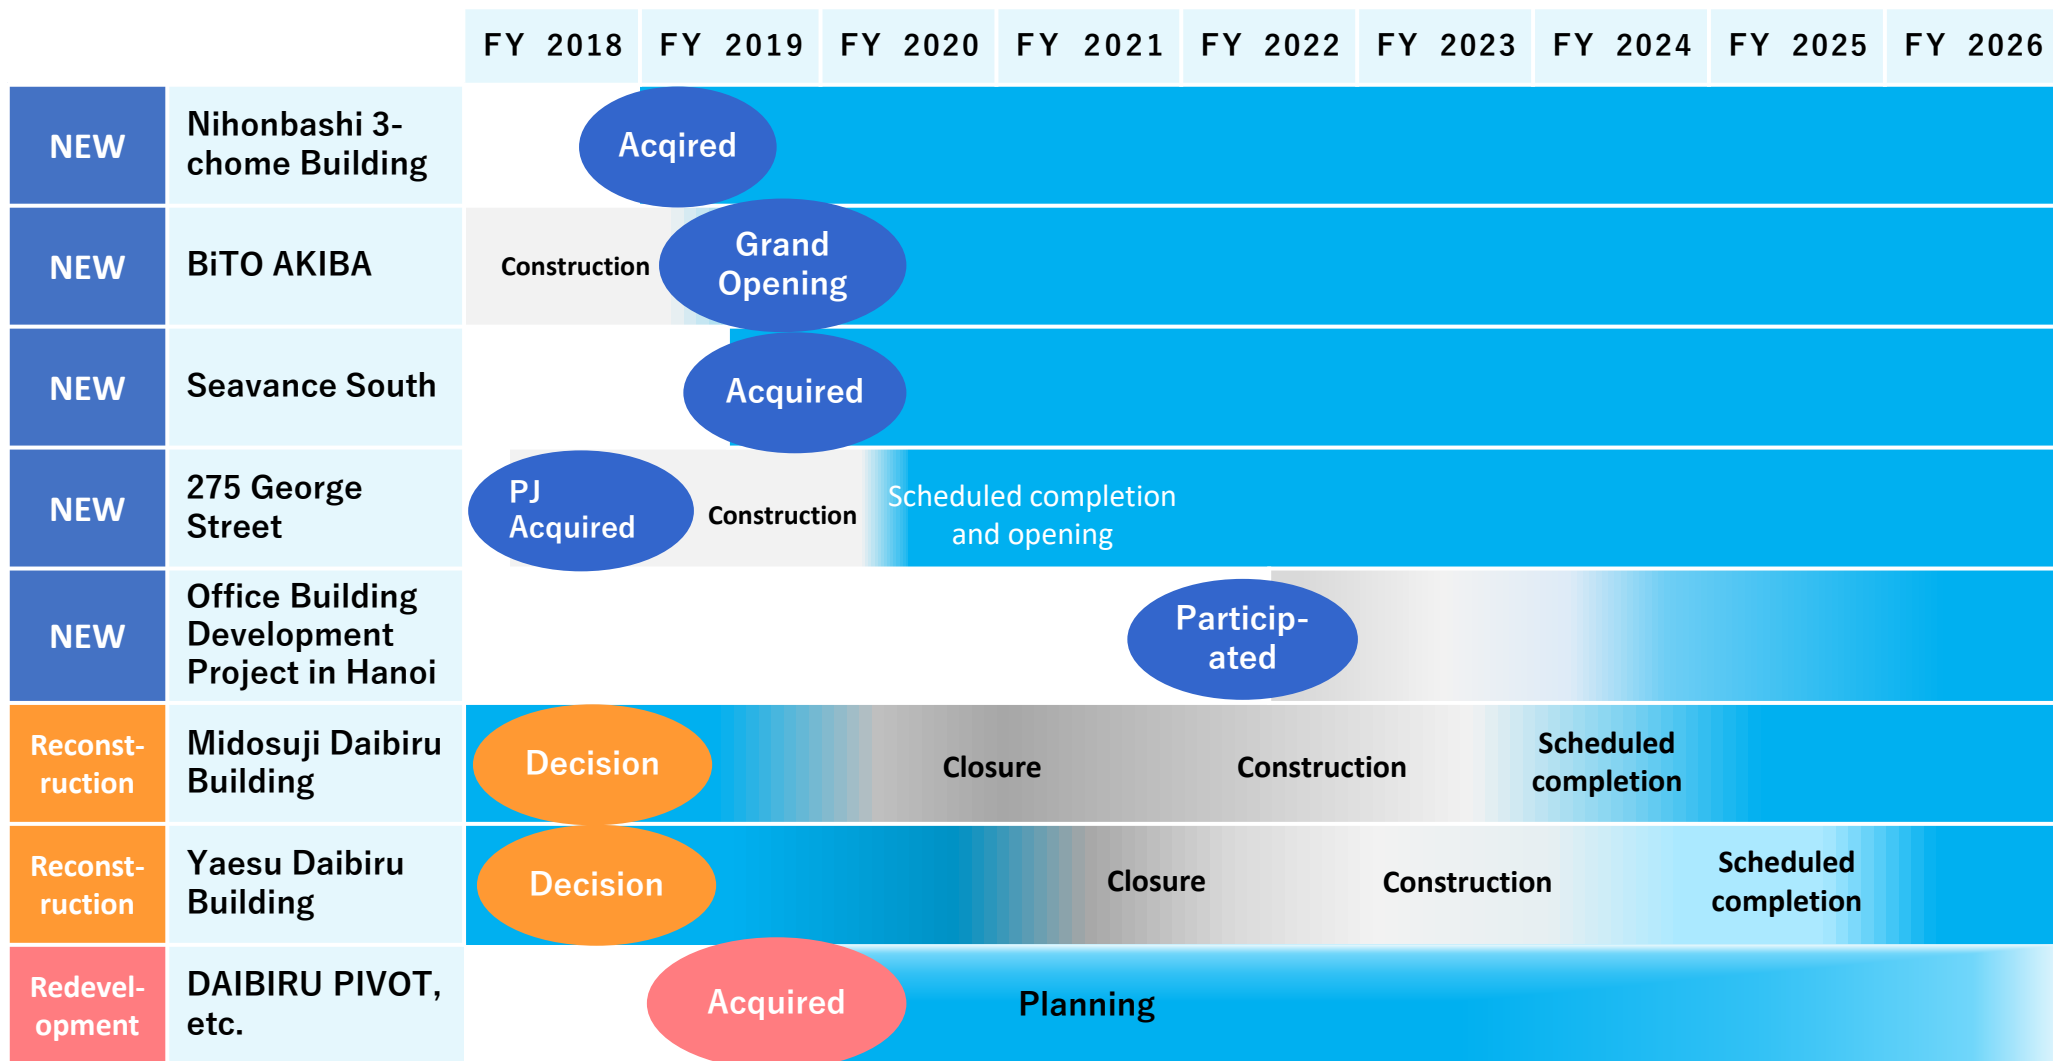 FY 2018 FY 2019 FY 2020 FY 2021 FY 2022 FY 2023 FY 2024 FY 2025 FY 2026
NEW
Nihonbashi 3-
chome Building
Acqired
NEW
BiTO AKIBA
Construction
Grand
Opening
NEW
Seavance South
Acquired
NEW
275 George
Street
PJ
Acquired
Construction
Scheduled completion
and opening
NEW
Office Building
Development
Project in Hanoi
Particip-
ated
Reconst-
ruction
Midosuji Daibiru
Building
Decision
Closure
Construction
Scheduled
completion
Reconst-
ruction
Yaesu Daibiru
Building
Decision
Closure
Construction
Scheduled
completion
Redevel-
opment
DAIBIRU PIVOT,
etc.
Acquired
Planning